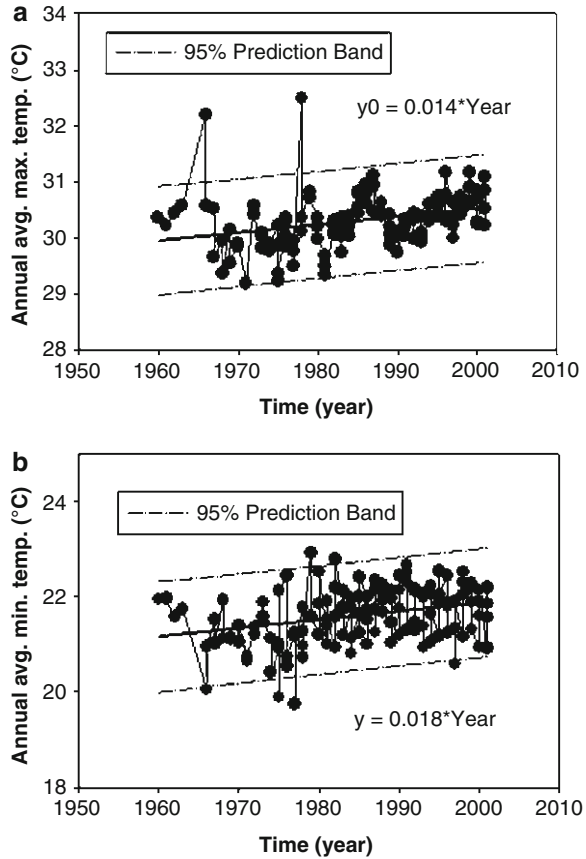 a
34
33
32
31
30
29
28
Annual avg. max. temp. (°C)
95% Prediction Band
y0 = 0.014*Year
1950 1960 1970 1980 1990 2000 2010
Time (year)
b
24
22
20
18
Annual avg. min. temp. (°C)
95% Prediction Band
y = 0.018*Year
1950 1960 1970 1980 1990 2000 2010
Time (year)